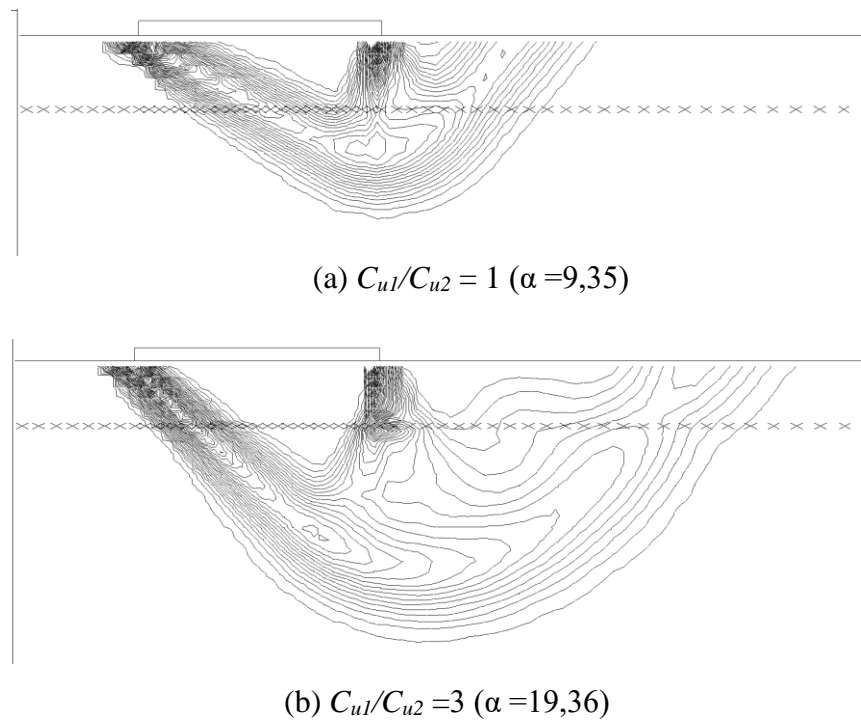 (a) Cu1/Cu2 = 1 (α =9,35)
(b) Cu1/Cu2 =3 (α =19,36)